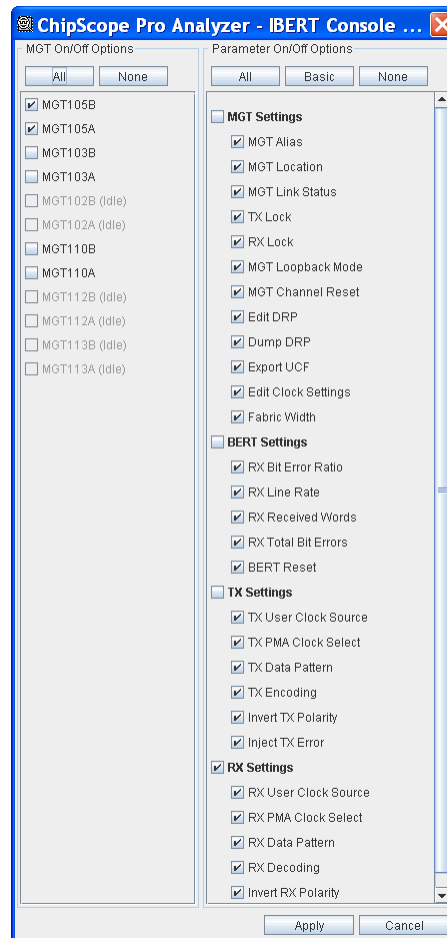 ChipScope Pro Analyzer - IBERT Console ...
MGT On/Off Options
All None
MGT105B
MGT105A
MGT103B
MGT103A
MGT102B (Idle)
MGT102A (Idle)
MGT110B
MGT110A
MGT112B (Idle)
MGT112A (Idle)
MGT113B (Idle)
MGT113A (Idle)
Parameter On/Off Options
All Basic None
MGT Settings
MGT Alias
MGT Location
MGT Link Status
TX Lock
RX Lock
MGT Loopback Mode
MGT Channel Reset
Edit DRP
Dump DRP
Export UCF
Edit Clock Settings
Fabric Width
BERT Settings
RX Bit Error Ratio
RX Line Rate
RX Received Words
RX Total Bit Errors
BERT Reset
TX Settings
TX User Clock Source
TX PMA Clock Select
TX Data Pattern
TX Encoding
Invert TX Polarity
Inject TX Error
RX Settings
RX User Clock Source
RX PMA Clock Select
RX Data Pattern
RX Decoding
Invert RX Polarity
Apply Cancel